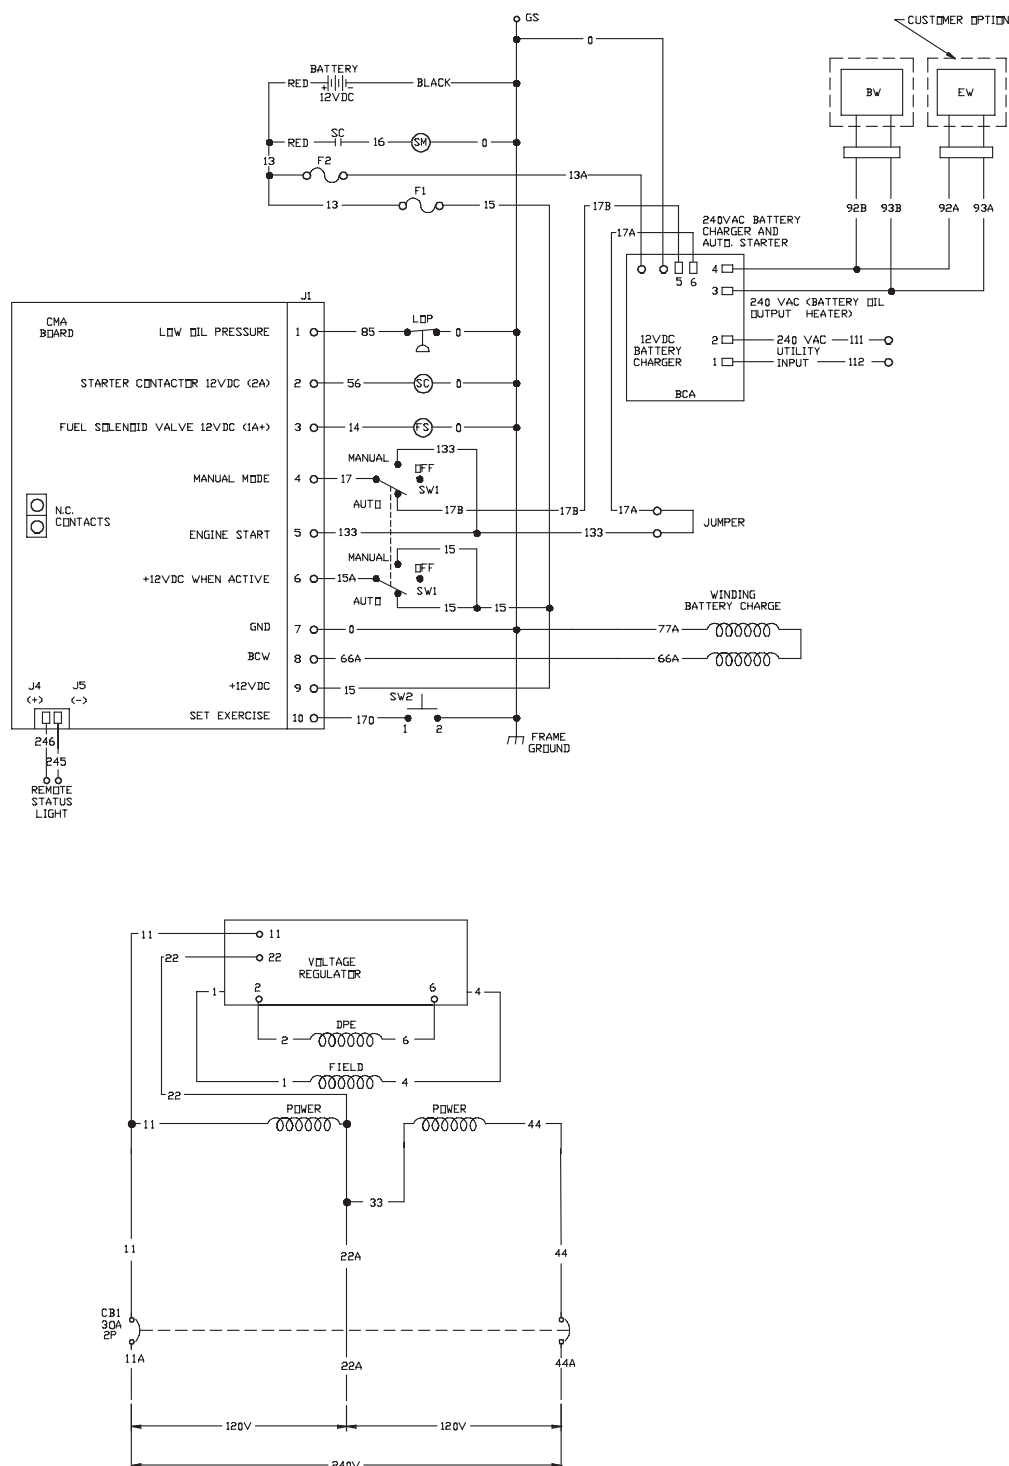 GS
CUSTOMER OPTION
0
BATTERY
RED
BLACK
12VDC
BW
EW
SC
RED
16
SM
0
13
F2
13A
F1
13
15
17B
92B
93B
92A
93A
240VAC BATTERY
CHARGER AND
AUTO. STARTER
17A
4
5
6
3
240 VAC (BATTERY OIL
OUTPUT HEATER)
12VDC
BATTERY
CHARGER
2
240 VAC
UTILITY
INPUT
111
1
112
BCA
J1
CMA
BOARD
LOW OIL PRESSURE
1
85
LOP
0
STARTER CONTACTOR 12VDC (2A)
2
56
SC
0
FUEL SOLENOID VALVE 12VDC (1A+)
3
14
FS
0
133
MANUAL
OFF
MANUAL MODE
4
17
SW1
AUTO
17B
17B
17A
N.C.
CONTACTS
JUMPER
ENGINE START
5
133
133
15
MANUAL
OFF
+12VDC WHEN ACTIVE
6
15A
SW1
AUTO
15
15
WINDING
BATTERY CHARGE
GND
7
0
77A
BCW
8
66A
66A
+12VDC
9
15
J4
(+)
J5
(-)
SW2
SET EXERCISE
10
170
1
2
246
245
FRAME
GROUND
REMOTE
STATUS
LIGHT
11
11
22
22
VOLTAGE
REGULATOR
1
2
6
4
DPE
2
6
FIELD
1
4
22
POWER
POWER
11
44
33
11
22A
44
CB1
30A
2P
11A
22A
44A
120V
120V
240V